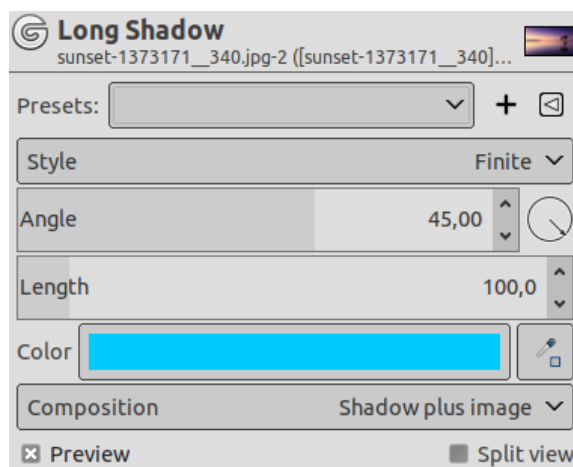 Long Shadow
sunset-1373171__340.jpg-2 ([sunset-1373171__340]...
Presets:
Style Finite
Angle 45,00
Length 100,0
Color
Composition Shadow plus image
Preview Split view